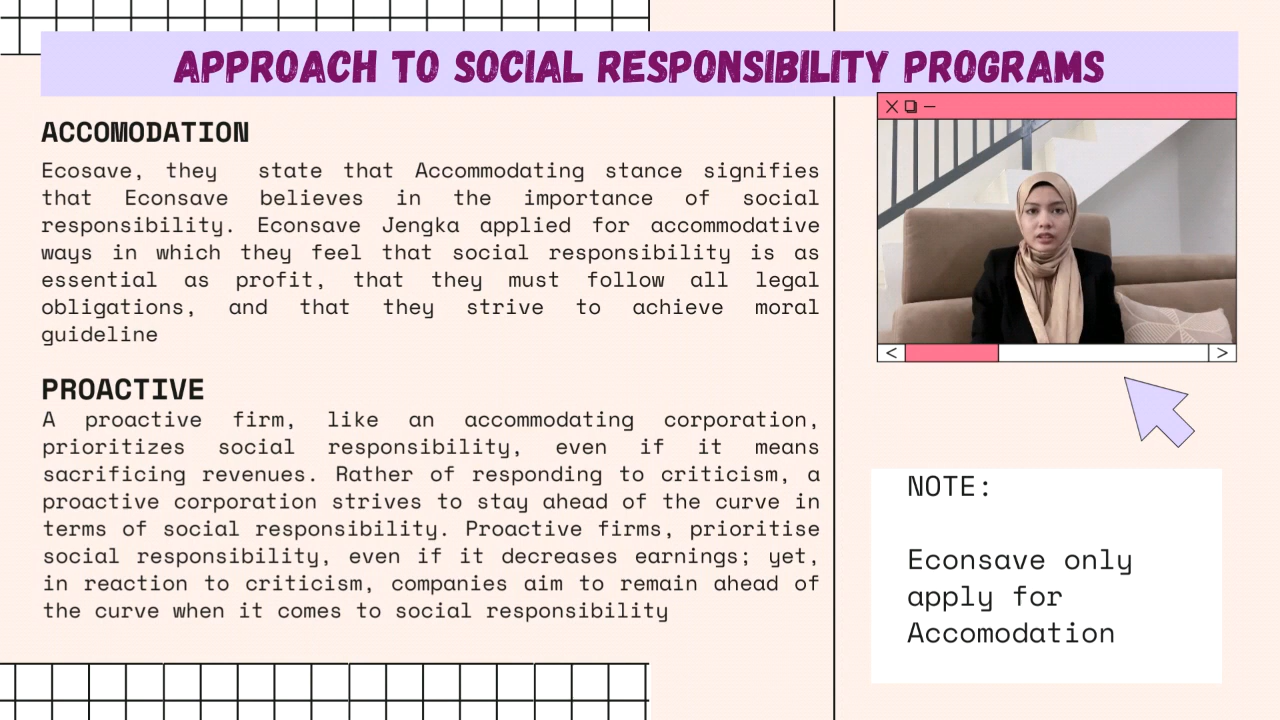 APPROACH TO SOCIAL RESPONSIBILITY PROGRAMS
ACCOMODATION
Ecosave, they state that Accommodating stance signifies
that Econsave believes in the importance of social
responsibility. Econsave Jengka applied for accommodative
ways in which they feel that social responsibility is as
essential as profit, that they must follow all legal
obligations, and that they strive to achieve moral
guideline
PROACTIVE
A proactive firm, like an accommodating corporation,
prioritizes social responsibility, even if it means
sacrificing revenues. Rather of responding to criticism, a
proactive corporation strives to stay ahead of the curve in
terms of social responsibility. Proactive firms, prioritise
social responsibility, even if it decreases earnings; yet,
in reaction to criticism, companies aim to remain ahead of
the curve when it comes to social responsibility
NOTE:
Econsave only
apply for
Accomodation